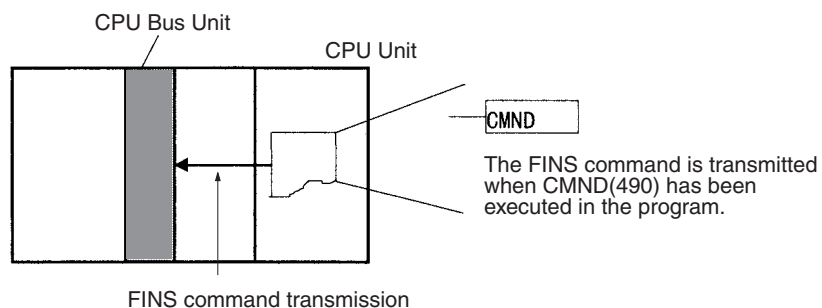 CPU Bus Unit
CPU Unit
CMND
The FINS command is transmitted
when CMND(490) has been
executed in the program.
FINS command transmission